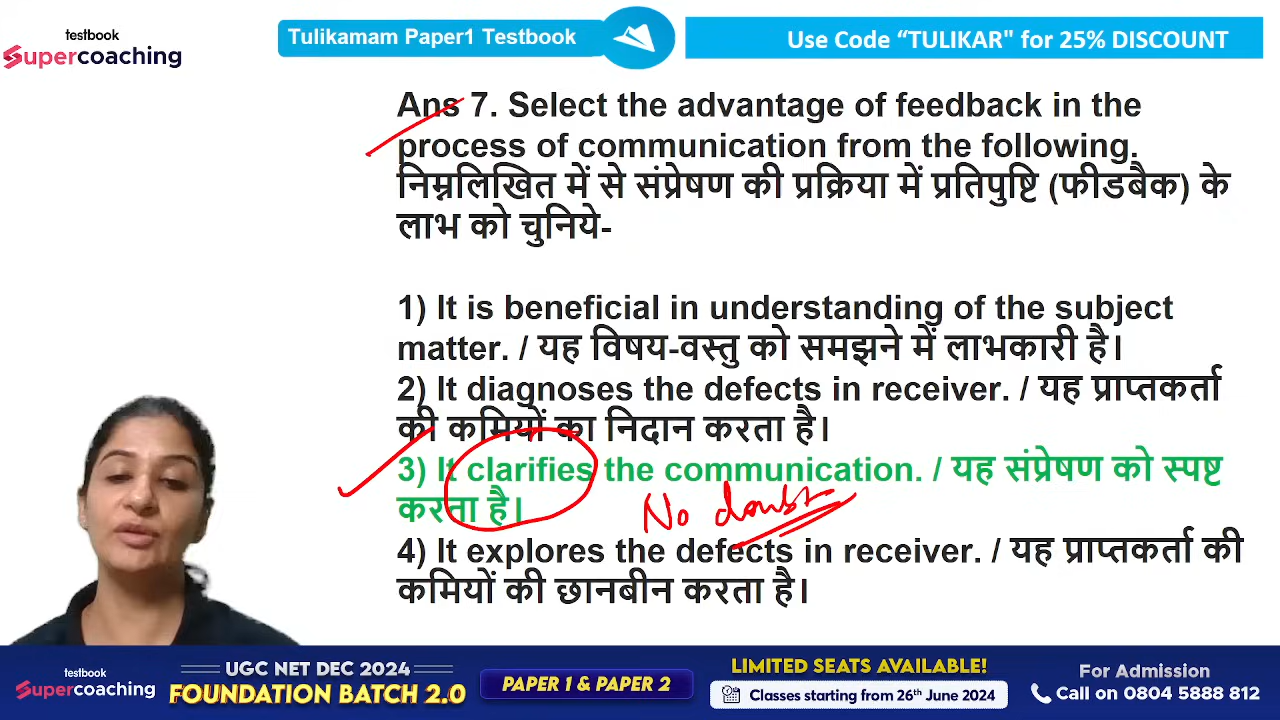 testbook
Supercoaching
Tulikamam Paper1 Testbook
Use Code “TULIKAR" for 25% DISCOUNT
Ans 7. Select the advantage of feedback in the
process of communication from the following.
निम्नलिखित में से संप्रेषण की प्रक्रिया में प्रतिपुष्टि (फीडबैक) के
लाभ को चुनिये-
1) It is beneficial in understanding of the subject
matter. / यह विषय-वस्तु को समझने में लाभकारी है।
2) It diagnoses the defects in receiver. / यह प्राप्तकर्ता
की कमियों का निदान करता है।
3) It clarifies the communication. / यह संप्रेषण को स्पष्ट
करता है।
No doubt
4) It explores the defects in receiver. / यह प्राप्तकर्ता की
कमियों की छानबीन करता है।
testbook
Supercoaching
UGC NET DEC 2024
FOUNDATION BATCH 2.0
PAPER 1 & PAPER 2
LIMITED SEATS AVAILABLE!
Classes starting from 26th June 2024
For Admission
Call on 0804 5888 812